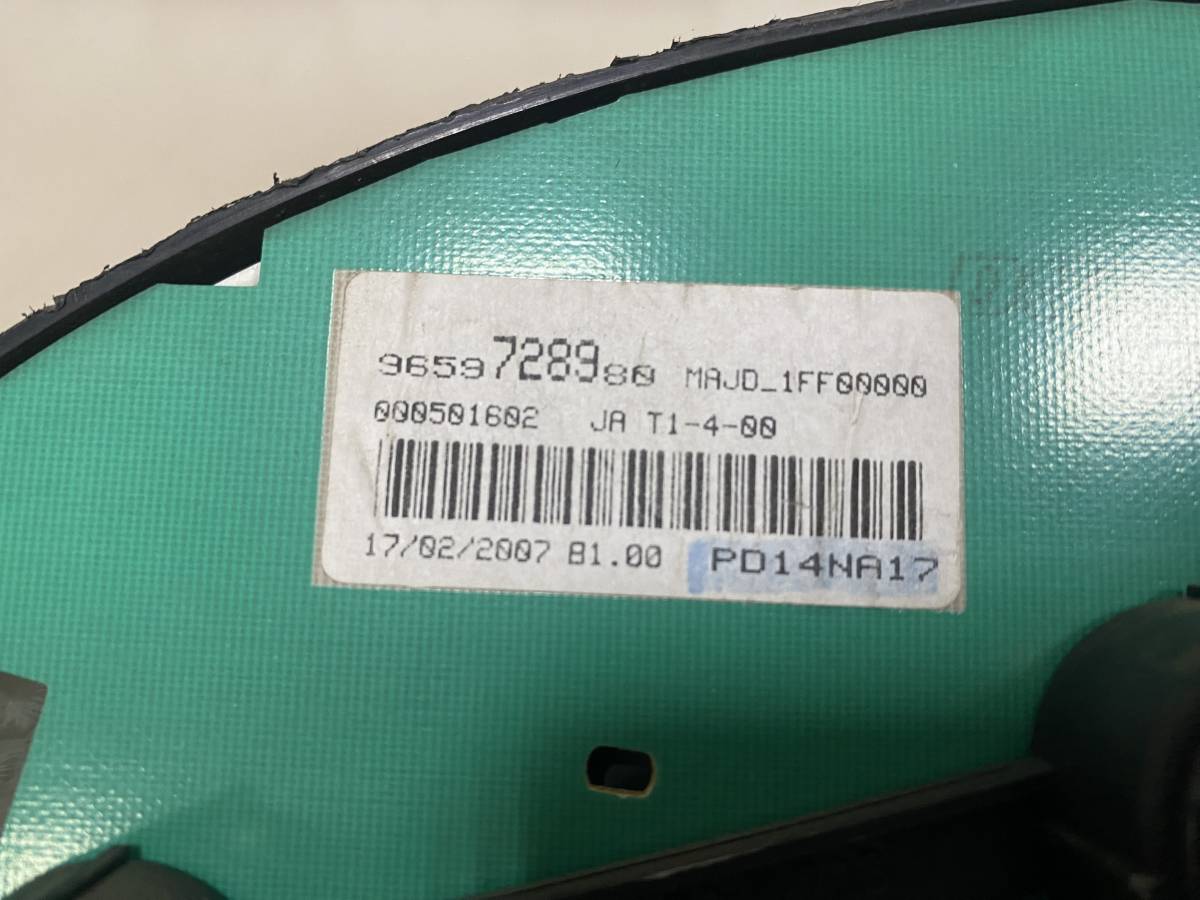 9659728980 MAJD_1FF00000
000501602 JA T1-4-00
17/02/2007 B1.00 PD14NA17